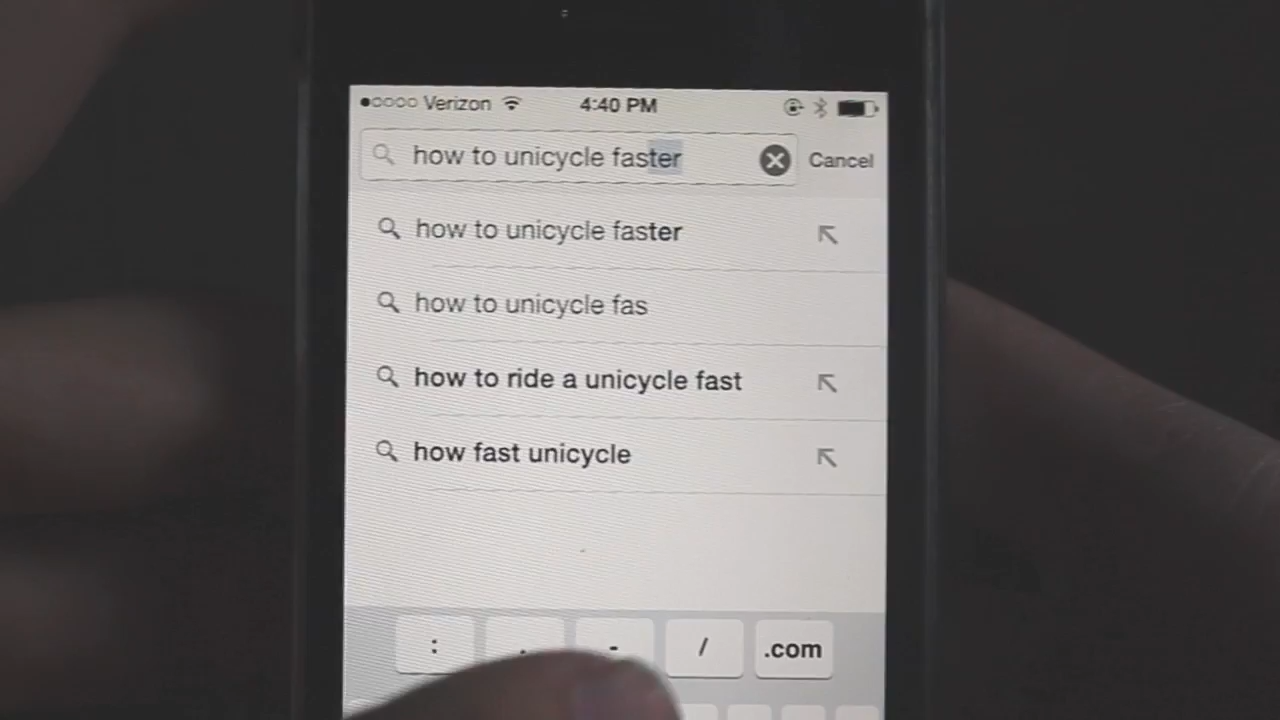 Verizon 4:40 PM
how to unicycle faster Cancel
how to unicycle faster
how to unicycle fas
how to ride a unicycle fast
how fast unicycle
: . - / .com